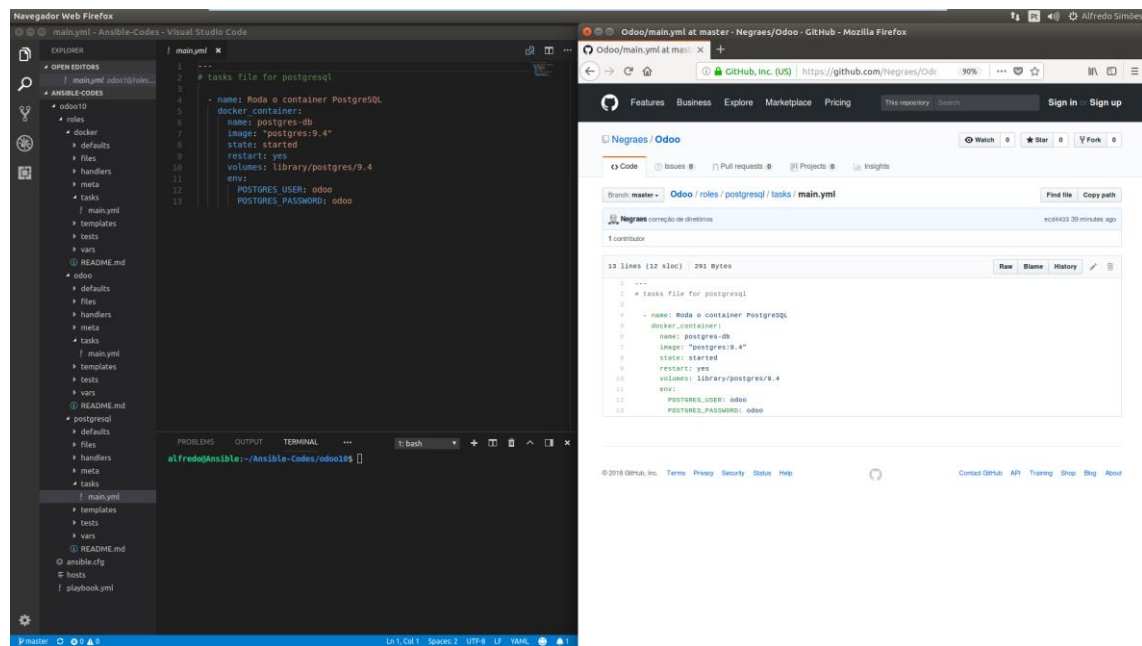 Navegador Web Firefox
Pt
Alfredo Simões
main.yml - Ansible-Codes - Visual Studio Code
EXPLORER
OPEN EDITORS
! main.yml odoo10/roles...
ANSIBLE-CODES
odoo10
roles
docker
defaults
files
handlers
meta
tasks
! main.yml
templates
tests
vars
README.md
odoo
defaults
files
handlers
meta
tasks
! main.yml
templates
tests
vars
README.md
postgresql
defaults
files
handlers
meta
tasks
! main.yml
templates
tests
vars
README.md
ansible.cfg
hosts
! playbook.yml
! main.yml ×
1 ---
2 # tasks file for postgresql
3
4 - name: Roda o container PostgreSQL
5 docker_container:
6 name: postgres-db
7 image: "postgres:9.4"
8 state: started
9 restart: yes
10 volumes: library/postgres/9.4
11 env:
12 POSTGRES_USER: odoo
13 POSTGRES_PASSWORD: odoo
PROBLEMS OUTPUT TERMINAL ··· 1: bash
alfredo@Ansible:~/Ansible-Codes/odoo10$
master 0 0 Ln 1, Col 1 Spaces: 2 UTF-8 LF YAML 1
Odoo/main.yml at master · Negraes/Odoo · GitHub - Mozilla Firefox
Odoo/main.yml at mast ×
GitHub, Inc. (US) https://github.com/Negraes/Odo 90%
Features Business Explore Marketplace Pricing This repository Search Sign in or Sign up
Negraes / Odoo Watch 0 Star 0 Fork 0
Code Issues 0 Pull requests 0 Projects 0 Insights
Branch: master Odoo / roles / postgresql / tasks / main.yml Find file Copy path
Negraes correção de diretórios ecd4433 39 minutes ago
1 contributor
13 lines (12 sloc) 291 Bytes Raw Blame History
1 ---
2 # tasks file for postgresql
3
4 - name: Roda o container PostgreSQL
5 docker_container:
6 name: postgres-db
7 image: "postgres:9.4"
8 state: started
9 restart: yes
10 volumes: library/postgres/9.4
11 env:
12 POSTGRES_USER: odoo
13 POSTGRES_PASSWORD: odoo
© 2018 GitHub, Inc. Terms Privacy Security Status Help Contact GitHub API Training Shop Blog About